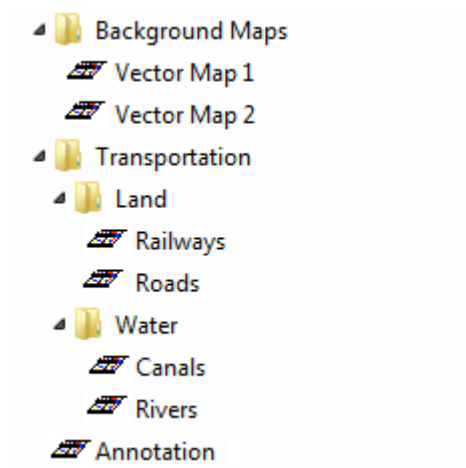 Background Maps
Vector Map 1
Vector Map 2
Transportation
Land
Railways
Roads
Water
Canals
Rivers
Annotation